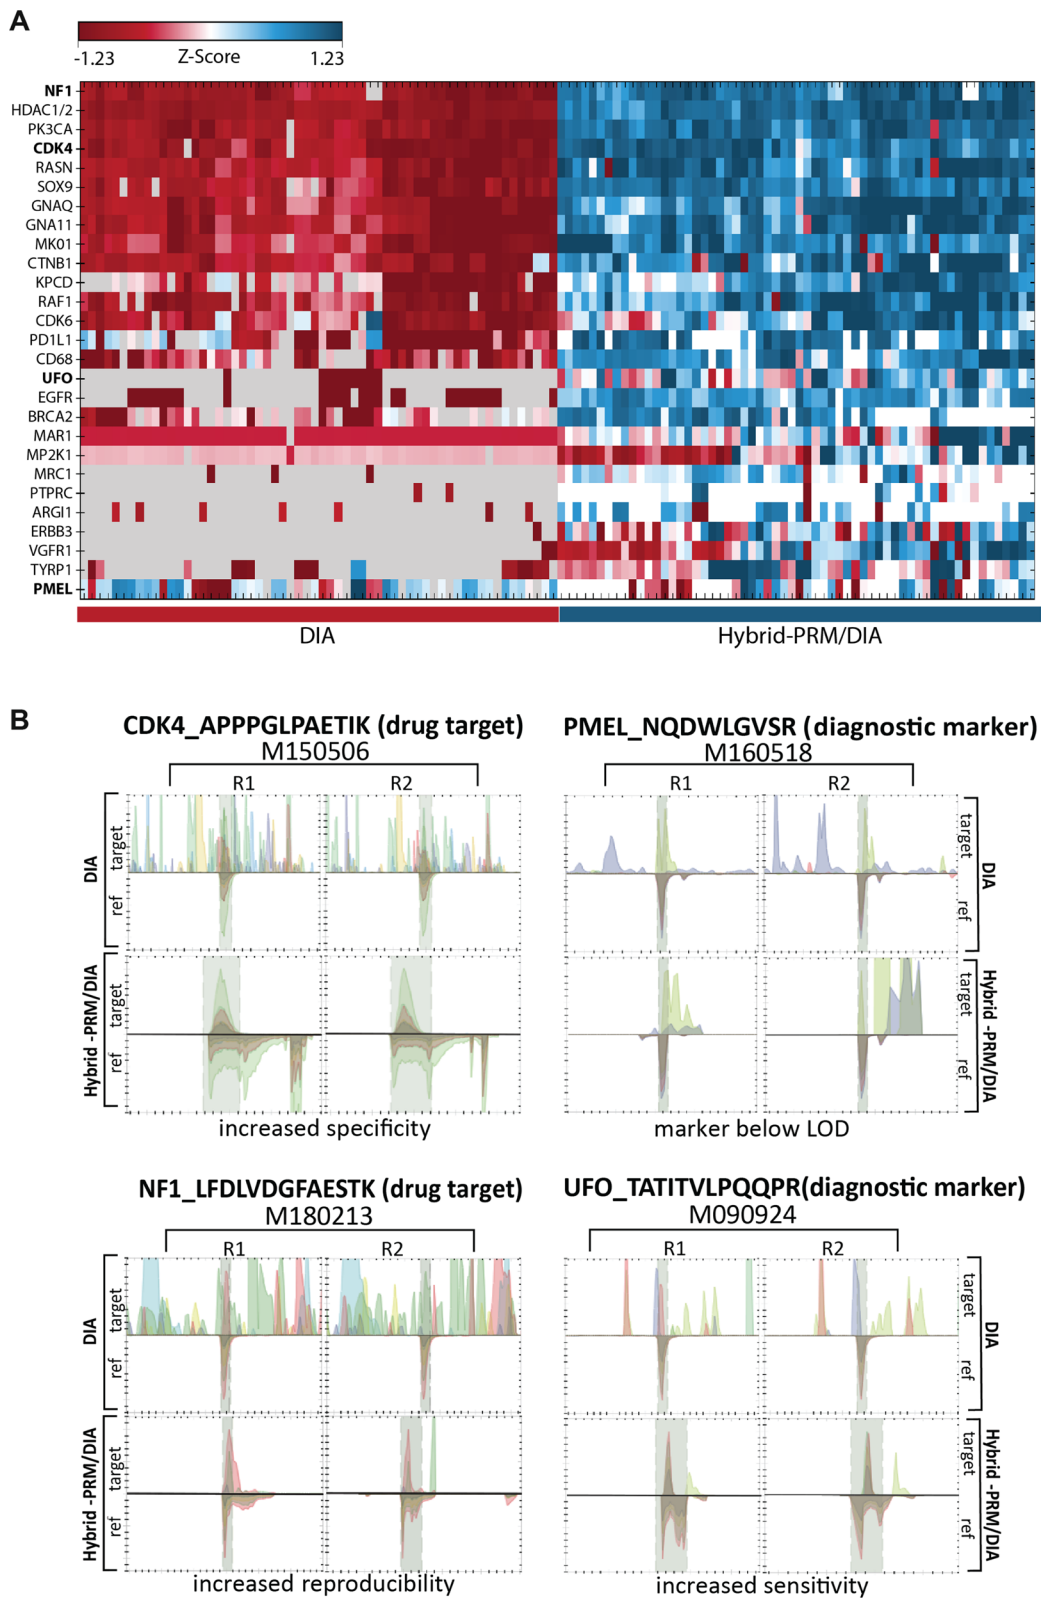 A
-1.23 Z-Score 1.23
NF1
HDAC1/2
PK3CA
CDK4
RASN
SOX9
GNAQ
GNA11
MK01
CTNB1
KPCD
RAF1
CDK6
PD1L1
CD68
UFO
EGFR
BRCA2
MAR1
MP2K1
MRC1
PTPRC
ARGI1
ERBB3
VGFR1
TYRP1
PMEL
DIA Hybrid-PRM/DIA
B
CDK4_APPPGLPAETIK (drug target)
M150506
R1 R2
DIA
target
ref
Hybrid -PRM/DIA
target
ref
increased specificity
PMEL_NQDWLGVSR (diagnostic marker)
M160518
R1 R2
target
ref
DIA
target
ref
Hybrid -PRM/DIA
marker below LOD
NF1_LFDLVDGFAESTK (drug target)
M180213
R1 R2
DIA
target
ref
Hybrid -PRM/DIA
target
ref
increased reproducibility
UFO_TATITVLPQQPR(diagnostic marker)
M090924
R1 R2
target
ref
DIA
target
ref
Hybrid -PRM/DIA
increased sensitivity